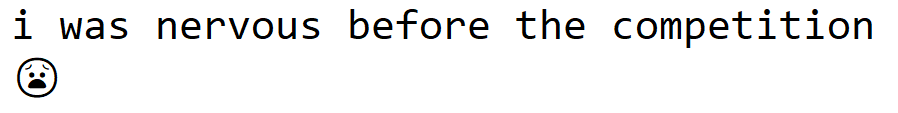 i was nervous before the competition
😫